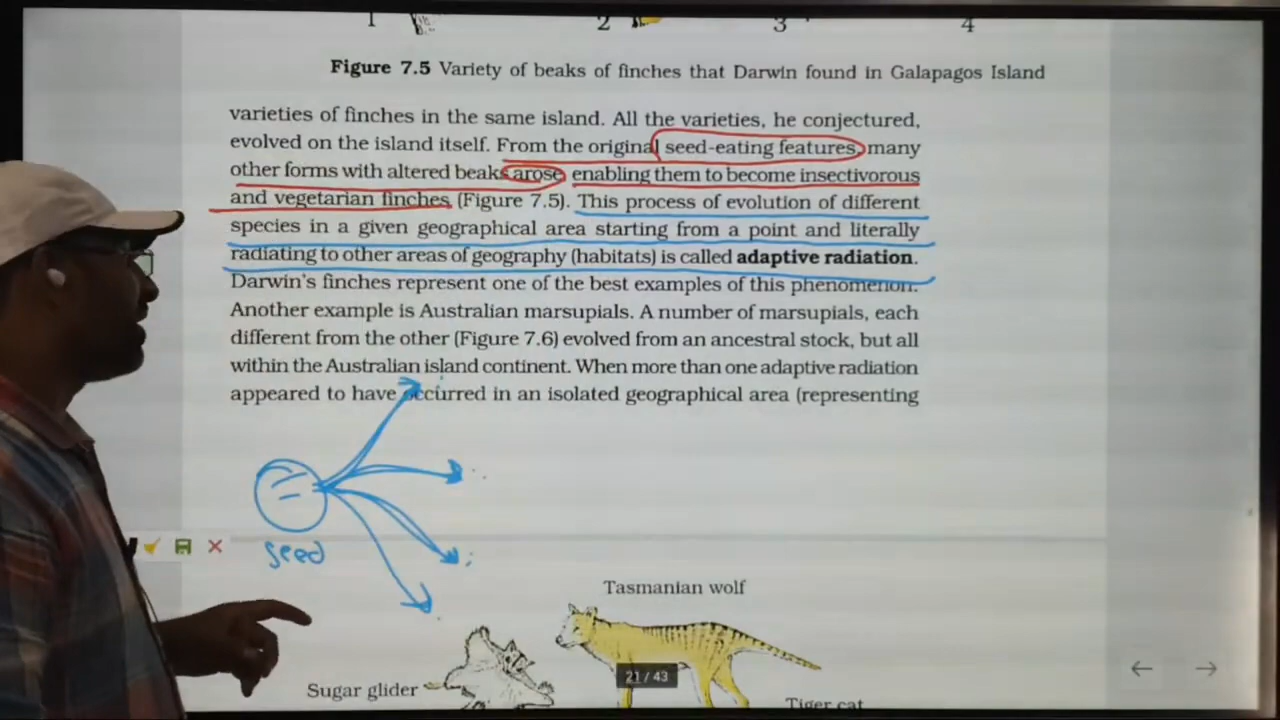 1 2 3 4
Figure 7.5 Variety of beaks of finches that Darwin found in Galapagos Island
varieties of finches in the same island. All the varieties, he conjectured,
evolved on the island itself. From the original seed-eating features, many
other forms with altered beaks arose, enabling them to become insectivorous
and vegetarian finches (Figure 7.5). This process of evolution of different
species in a given geographical area starting from a point and literally
radiating to other areas of geography (habitats) is called adaptive radiation.
Darwin's finches represent one of the best examples of this phenomenon.
Another example is Australian marsupials. A number of marsupials, each
different from the other (Figure 7.6) evolved from an ancestral stock, but all
within the Australian island continent. When more than one adaptive radiation
appeared to have occurred in an isolated geographical area (representing
seed
Tasmanian wolf
21 / 43
Sugar glider
Tiger cat